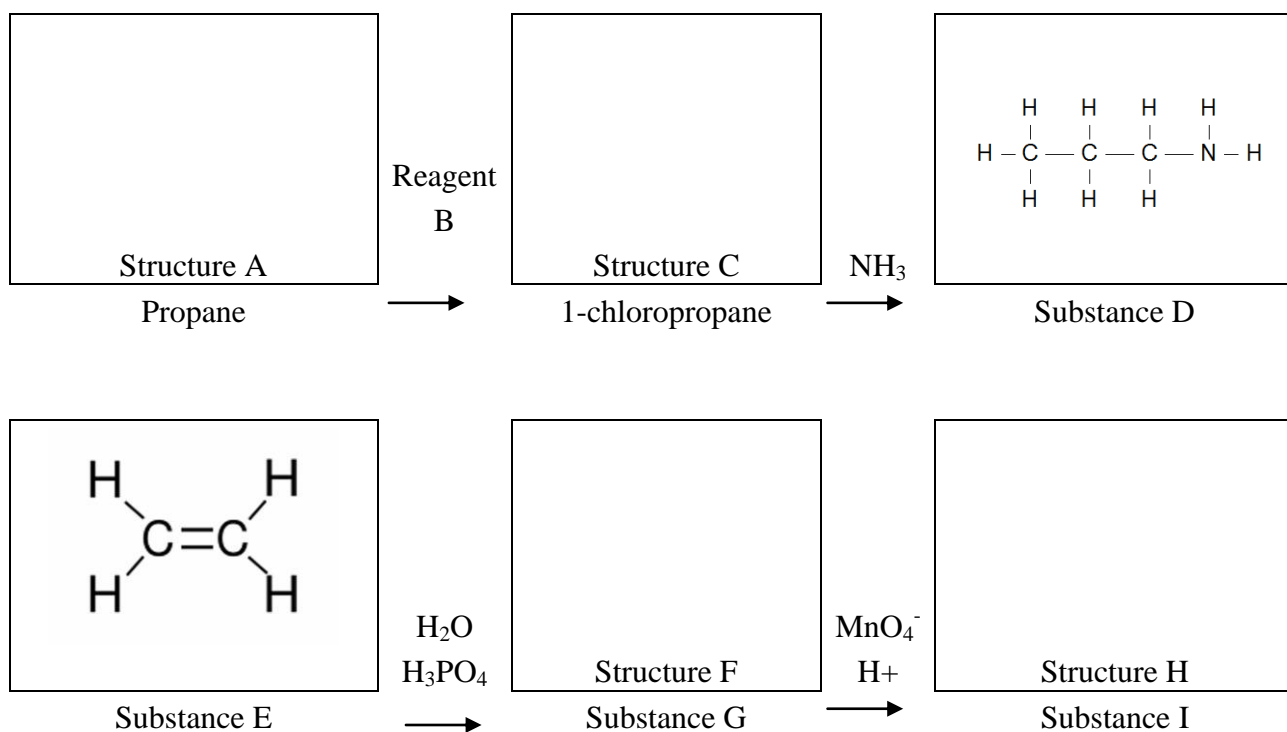 H H H H
H – C — C — C — N – H
H H H
Reagent
B
Structure A
Structure C
NH₃
Propane
1-chloropropane
Substance D
H H
C=C
H H
H₂O
H₃PO₄
MnO₄⁻
H+
Structure F
Structure H
Substance E
Substance G
Substance I